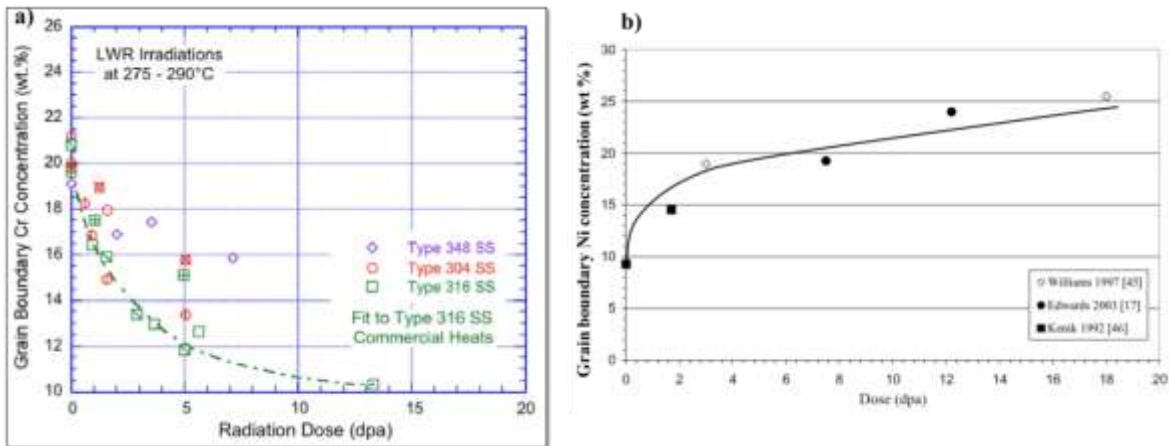 a)
26
24
22
20
18
16
14
12
10
Grain Boundary Cr Concentration (wt.%)
LWR Irradiations
at 275 - 290°C
Type 348 SS
Type 304 SS
Type 316 SS
Fit to Type 316 SS
Commercial Heats
0
5
10
15
20
Radiation Dose (dpa)
b)
30
25
20
15
10
5
0
Grain boundary Ni concentration (wt %)
Williams 1997 [45]
Edwards 2003 [17]
Kenik 1992 [46]
0
2
4
6
8
10
12
14
16
18
20
Dose (dpa)